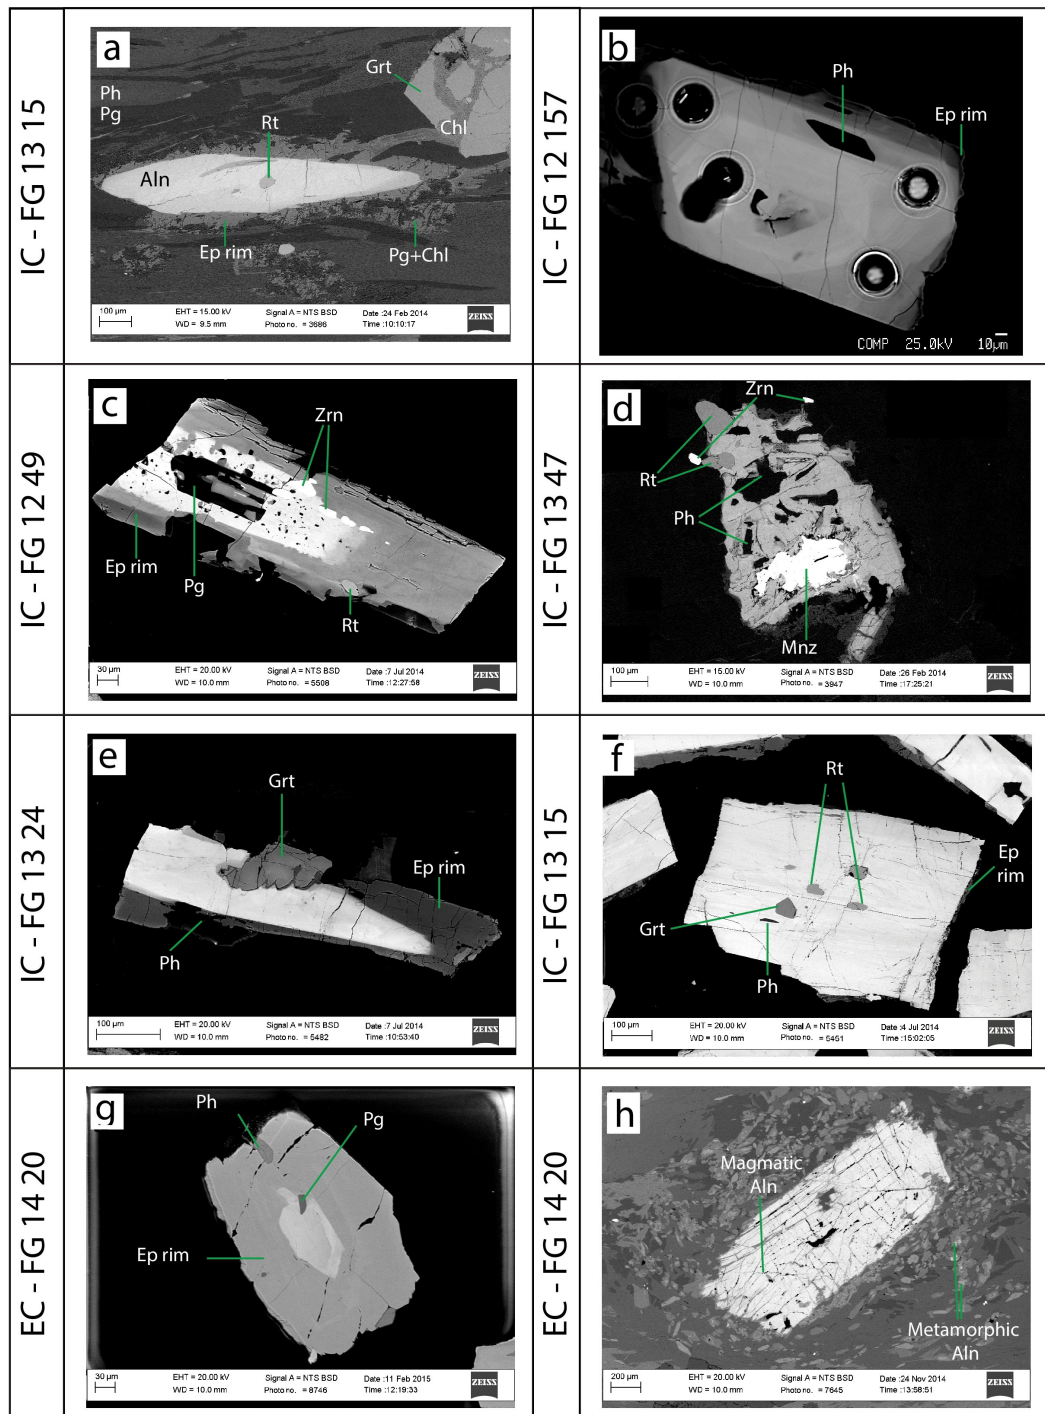 IC - FG 13 15
a
Grt
Ph
Pg
Rt
Chl
Aln
Ep rim
Pg+Chl
100 µm
EHT = 15.00 kV
Signal A = NTS BSD
Date :24 Feb 2014
WD = 9.5 mm
Photo no. = 3686
Time :10:10:17
ZEISS
IC - FG 12 157
b
Ph
Ep rim
COMP 25.0kV 10µm
IC - FG 12 49
c
Zrn
Ep rim
Pg
Rt
30 µm
EHT = 20.00 kV
Signal A = NTS BSD
Date :7 Jul 2014
WD = 10.0 mm
Photo no. = 5508
Time :12:27:58
ZEISS
IC - FG 13 47
d
Zrn
Rt
Ph
Mnz
100 µm
EHT = 15.00 kV
Signal A = NTS BSD
Date :26 Feb 2014
WD = 10.0 mm
Photo no. = 3947
Time :17:25:21
ZEISS
IC - FG 13 24
e
Grt
Ep rim
Ph
100 µm
EHT = 20.00 kV
Signal A = NTS BSD
Date :7 Jul 2014
WD = 10.0 mm
Photo no. = 5482
Time :10:53:40
ZEISS
IC - FG 13 15
f
Rt
Ep
rim
Grt
Ph
100 µm
EHT = 20.00 kV
Signal A = NTS BSD
Date :4 Jul 2014
WD = 10.0 mm
Photo no. = 5451
Time :15:02:05
ZEISS
EC - FG 14 20
g
Ph
Pg
Ep rim
30 µm
EHT = 20.00 kV
Signal A = NTS BSD
Date :11 Feb 2015
WD = 10.0 mm
Photo no. = 8746
Time :12:19:33
ZEISS
EC - FG 14 20
h
Magmatic
Aln
Metamorphic
Aln
200 µm
EHT = 20.00 kV
Signal A = NTS BSD
Date :24 Nov 2014
WD = 10.0 mm
Photo no. = 7645
Time :13:58:51
ZEISS